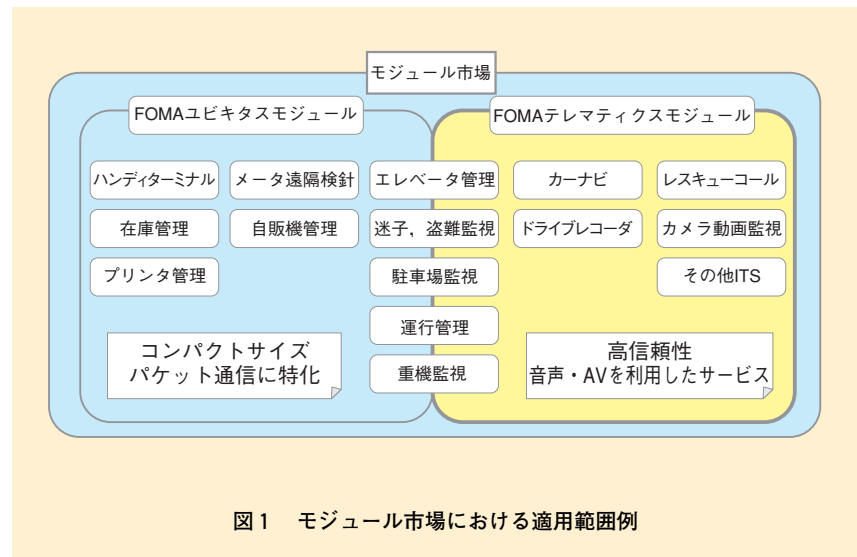 モジュール市場
FOMAユビキタスモジュール
FOMAテレマティクスモジュール
ハンディターミナル
メータ遠隔検針
エレベータ管理
カーナビ
レスキューコール
在庫管理
自販機管理
迷子，盗難監視
ドライブレコーダ
カメラ動画監視
プリンタ管理
駐車場監視
その他ITS
運行管理
重機監視
コンパクトサイズ
パケット通信に特化
高信頼性
音声・AVを利用したサービス
図1 モジュール市場における適用範囲例